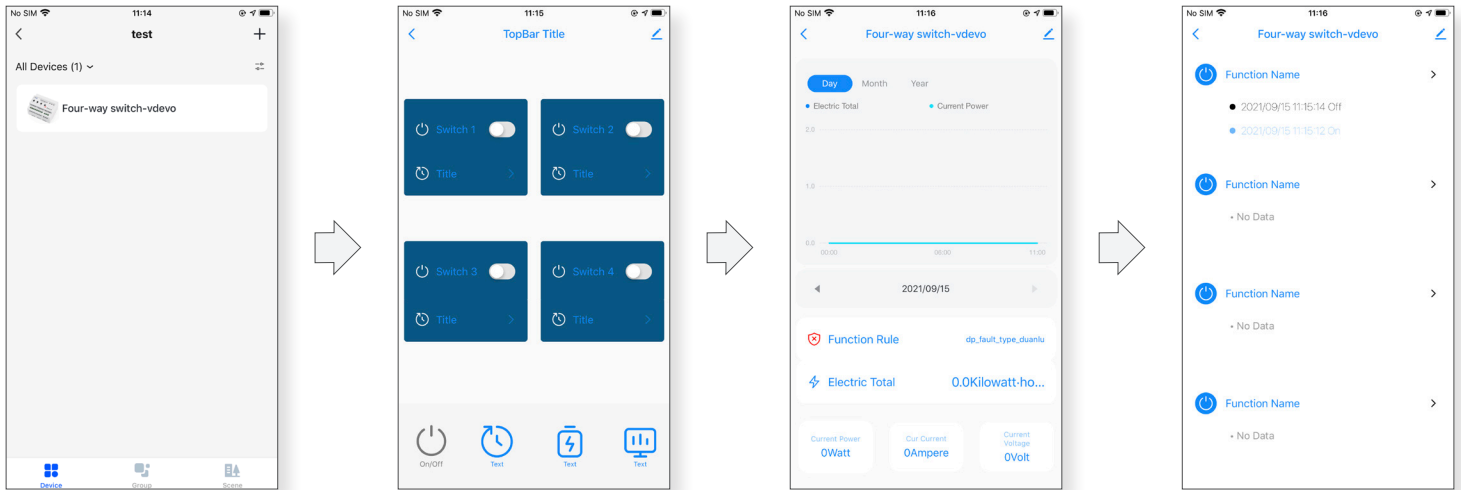 No SIM 11:14
test
All Devices (1)
Four-way switch-vdevo
Device Group Scene
No SIM 11:15
TopBar Title
Switch 1 Switch 2
Title Title
Switch 3 Switch 4
Title Title
On/Off Text Text Text
No SIM 11:16
Four-way switch-vdevo
Day Month Year
Electric Total Current Power
2.0
1.0
0.0
00:00 08:00 11:00
2021/09/15
Function Rule dp_fault_type_duanlu
Electric Total 0.0Kilowatt·ho...
Current Power Cur Current Current Voltage
0Watt 0Ampere 0Volt
No SIM 11:16
Four-way switch-vdevo
Function Name
2021/09/15 11:15:14 Off
2021/09/15 11:15:12 On
Function Name
• No Data
Function Name
• No Data
Function Name
• No Data